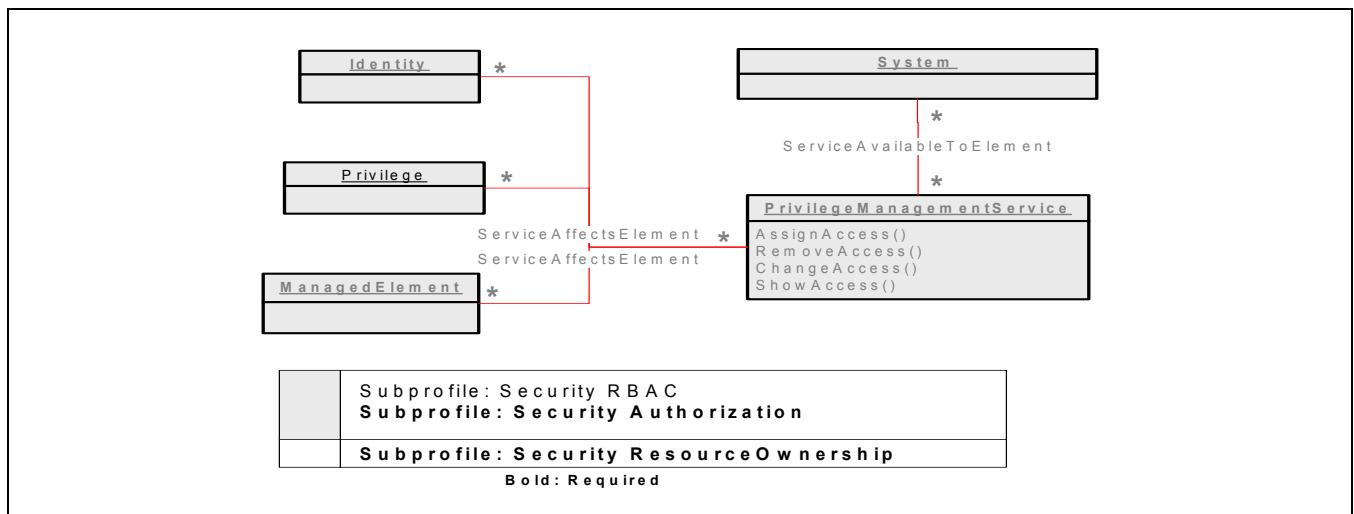 Identity
*
System
*
ServiceAvailableToElement
*
Privilege
*
PrivilegeManagementService
AssignAccess()
RemoveAccess()
ChangeAccess()
ShowAccess()
ServiceAffectsElement *
ServiceAffectsElement
ManagedElement
*
Subprofile: Security RBAC
Subprofile: Security Authorization
Subprofile: Security ResourceOwnership
Bold: Required